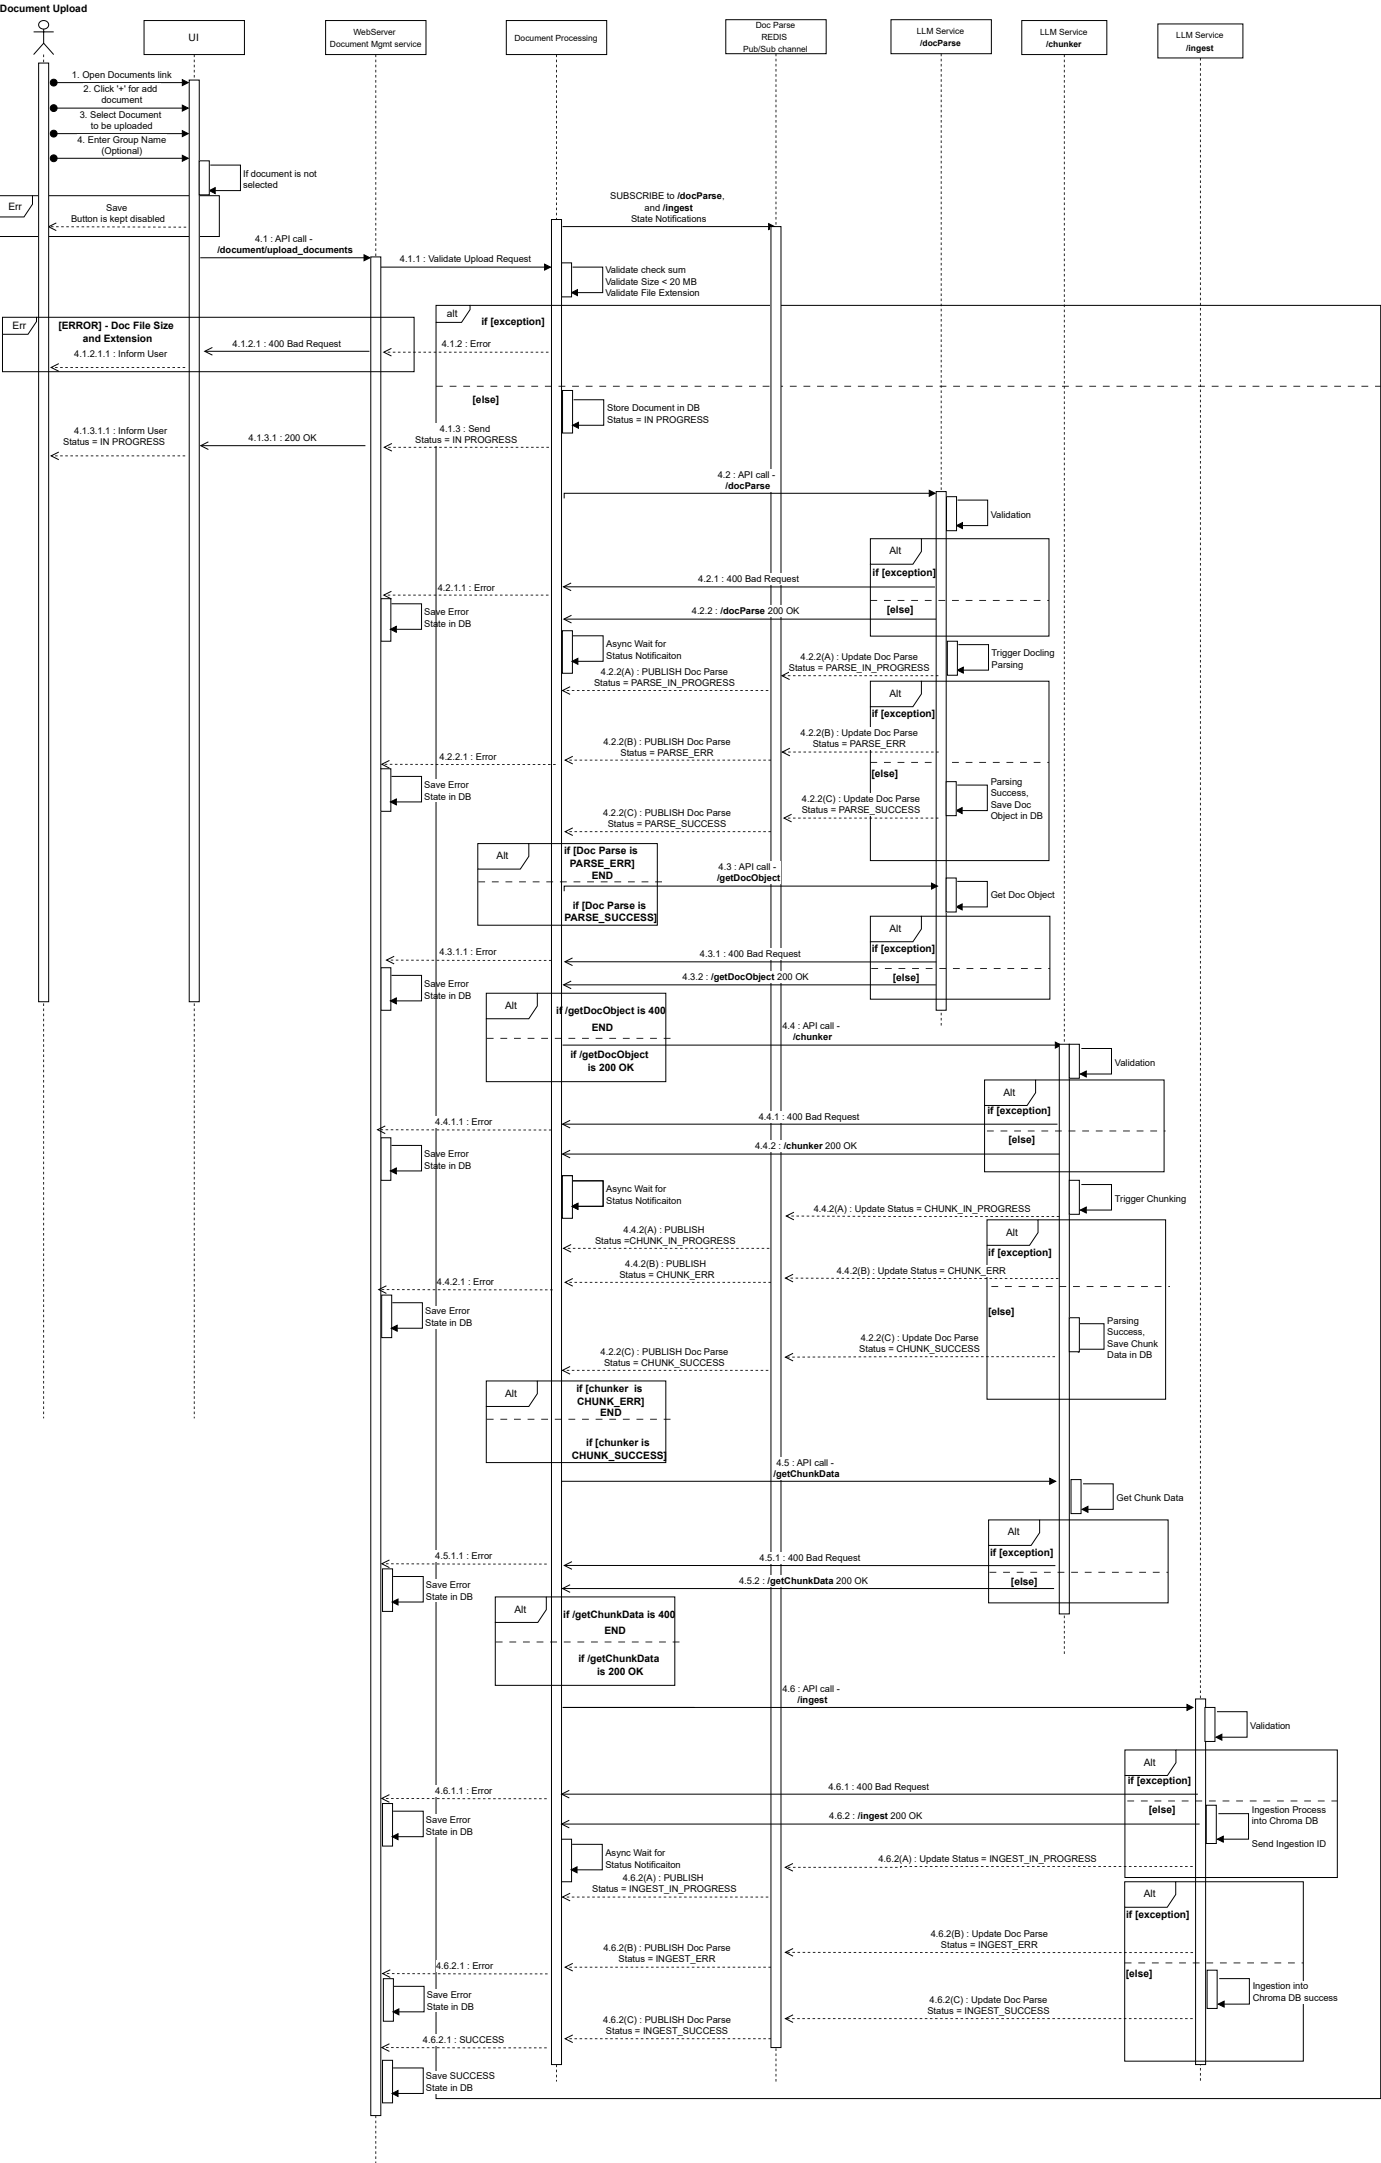 Document Upload
UI
WebServer
Document Mgmt service
Document Processing
Doc Parse
REDIS
Pub/Sub channel
LLM Service
/docParse
LLM Service
/chunker
LLM Service
/ingest
1. Open Documents link
2. Click '+' for add
document
3. Select Document
to be uploaded
4. Enter Group Name
(Optional)
If document is not
selected
Err
Save
Button is kept disabled
SUBSCRIBE to /docParse,
and /ingest
State Notifications
4.1 : API call -
/document/upload_documents
4.1.1 : Validate Upload Request
Validate check sum
Validate Size < 20 MB
Validate File Extension
alt
if [exception]
Err
[ERROR] - Doc File Size
and Extension
4.1.2.1 : 400 Bad Request
4.1.2 : Error
4.1.2.1.1 : Inform User
[else]
Store Document in DB
Status = IN PROGRESS
4.1.3 : Send
Status = IN PROGRESS
4.1.3.1 : 200 OK
4.1.3.1.1 : Inform User
Status = IN PROGRESS
4.2 : API call -
/docParse
Validation
Alt
if [exception]
4.2.1 : 400 Bad Request
4.2.1.1 : Error
[else]
4.2.2 : /docParse 200 OK
Save Error
State in DB
Async Wait for
Status Notificaiton
Trigger Docling
Parsing
4.2.2(A) : Update Doc Parse
Status = PARSE_IN_PROGRESS
4.2.2(A) : PUBLISH Doc Parse
Status = PARSE_IN_PROGRESS
Alt
if [exception]
4.2.2(B) : Update Doc Parse
Status = PARSE_ERR
4.2.2(B) : PUBLISH Doc Parse
Status = PARSE_ERR
4.2.2.1 : Error
[else]
Save Error
State in DB
Parsing
Success,
Save Doc
Object in DB
4.2.2(C) : Update Doc Parse
Status = PARSE_SUCCESS
4.2.2(C) : PUBLISH Doc Parse
Status = PARSE_SUCCESS
Alt
if [Doc Parse is
PARSE_ERR]
END
if [Doc Parse is
PARSE_SUCCESS]
4.3 : API call -
/getDocObject
Get Doc Object
Alt
if [exception]
4.3.1 : 400 Bad Request
4.3.1.1 : Error
[else]
4.3.2 : /getDocObject 200 OK
Save Error
State in DB
Alt
if /getDocObject is 400
END
if /getDocObject
is 200 OK
4.4 : API call -
/chunker
Validation
Alt
if [exception]
4.4.1 : 400 Bad Request
4.4.1.1 : Error
[else]
4.4.2 : /chunker 200 OK
Save Error
State in DB
Async Wait for
Status Notificaiton
Trigger Chunking
4.4.2(A) : Update Status = CHUNK_IN_PROGRESS
4.4.2(A) : PUBLISH
Status =CHUNK_IN_PROGRESS
Alt
if [exception]
4.4.2(B) : Update Status = CHUNK_ERR
4.4.2(B) : PUBLISH
Status = CHUNK_ERR
4.4.2.1 : Error
[else]
Save Error
State in DB
Parsing
Success,
Save Chunk
Data in DB
4.2.2(C) : Update Doc Parse
Status = CHUNK_SUCCESS
4.2.2(C) : PUBLISH Doc Parse
Status = CHUNK_SUCCESS
Alt
if [chunker is
CHUNK_ERR]
END
if [chunker is
CHUNK_SUCCESS]
4.5 : API call -
/getChunkData
Get Chunk Data
Alt
if [exception]
4.5.1 : 400 Bad Request
4.5.1.1 : Error
[else]
4.5.2 : /getChunkData 200 OK
Save Error
State in DB
Alt
if /getChunkData is 400
END
if /getChunkData
is 200 OK
4.6 : API call -
/ingest
Validation
Alt
if [exception]
4.6.1 : 400 Bad Request
4.6.1.1 : Error
[else]
4.6.2 : /ingest 200 OK
Ingestion Process
into Chroma DB
Send Ingestion ID
Save Error
State in DB
Async Wait for
Status Notificaiton
4.6.2(A) : Update Status = INGEST_IN_PROGRESS
4.6.2(A) : PUBLISH
Status = INGEST_IN_PROGRESS
Alt
if [exception]
4.6.2(B) : Update Doc Parse
Status = INGEST_ERR
4.6.2(B) : PUBLISH Doc Parse
Status = INGEST_ERR
4.6.2.1 : Error
[else]
Save Error
State in DB
Ingestion into
Chroma DB success
4.6.2(C) : Update Doc Parse
Status = INGEST_SUCCESS
4.6.2(C) : PUBLISH Doc Parse
Status = INGEST_SUCCESS
4.6.2.1 : SUCCESS
Save SUCCESS
State in DB